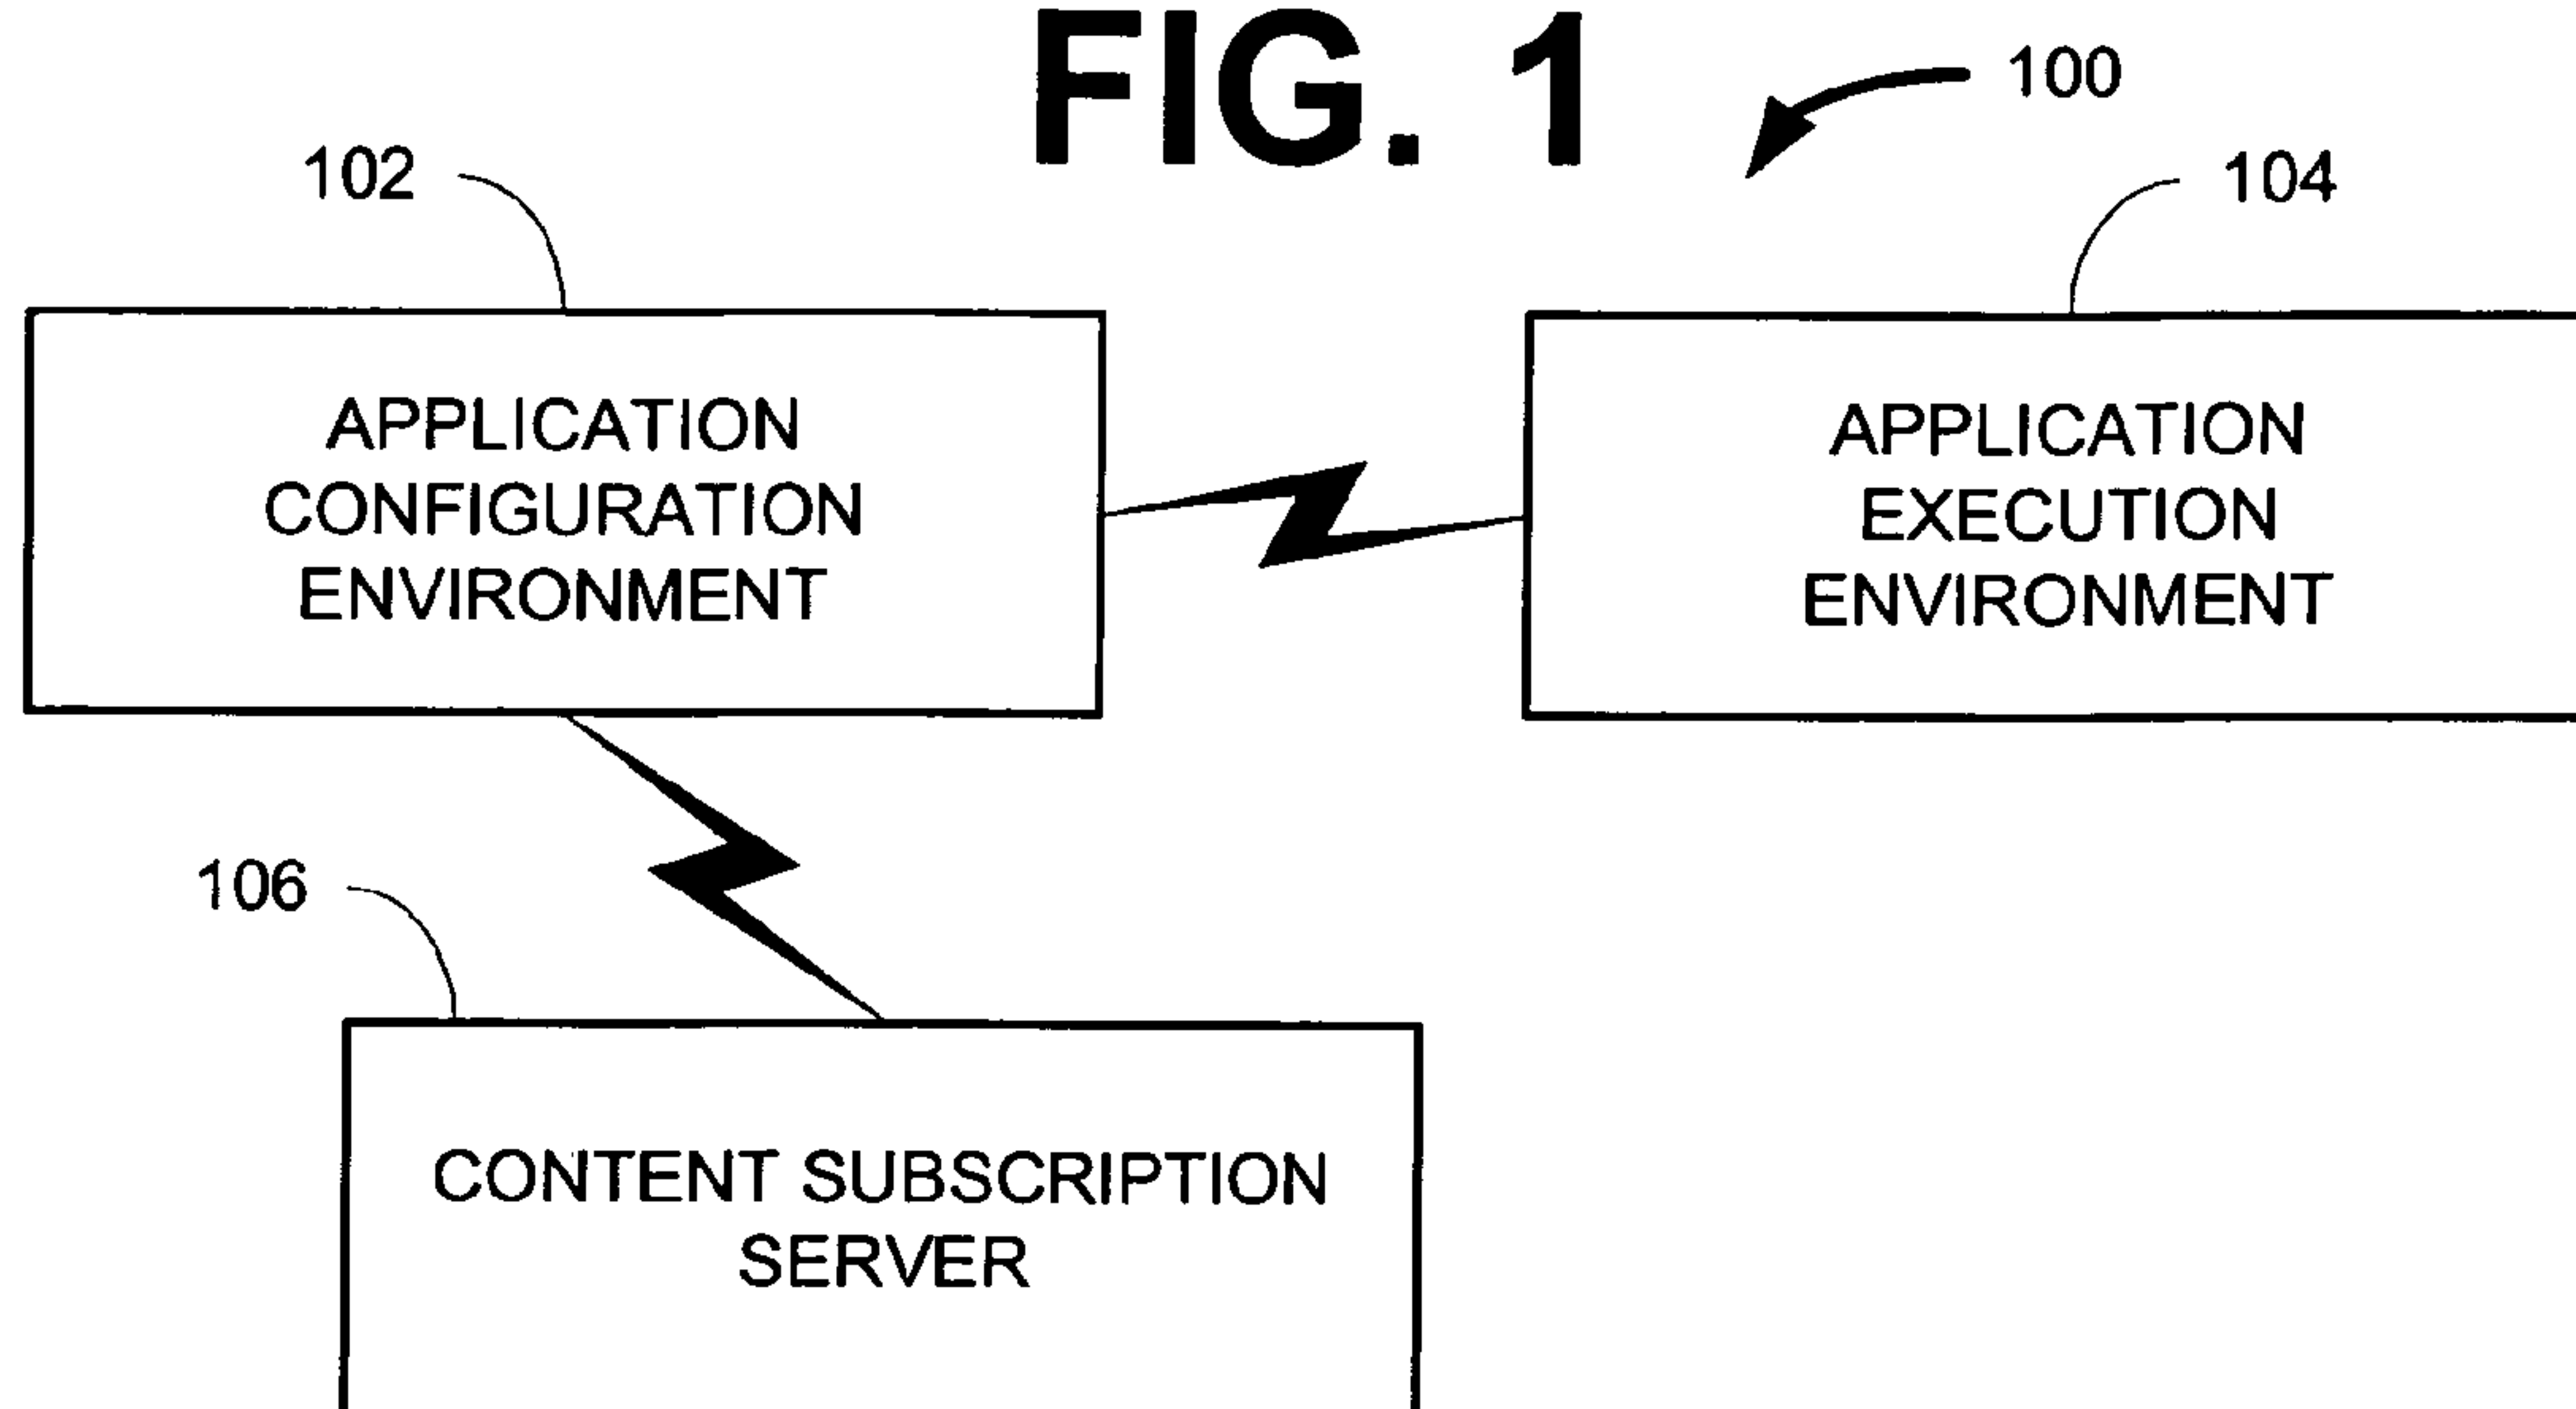 FIG. 1
100
102
104
APPLICATION
CONFIGURATION
ENVIRONMENT
APPLICATION
EXECUTION
ENVIRONMENT
106
CONTENT SUBSCRIPTION
SERVER